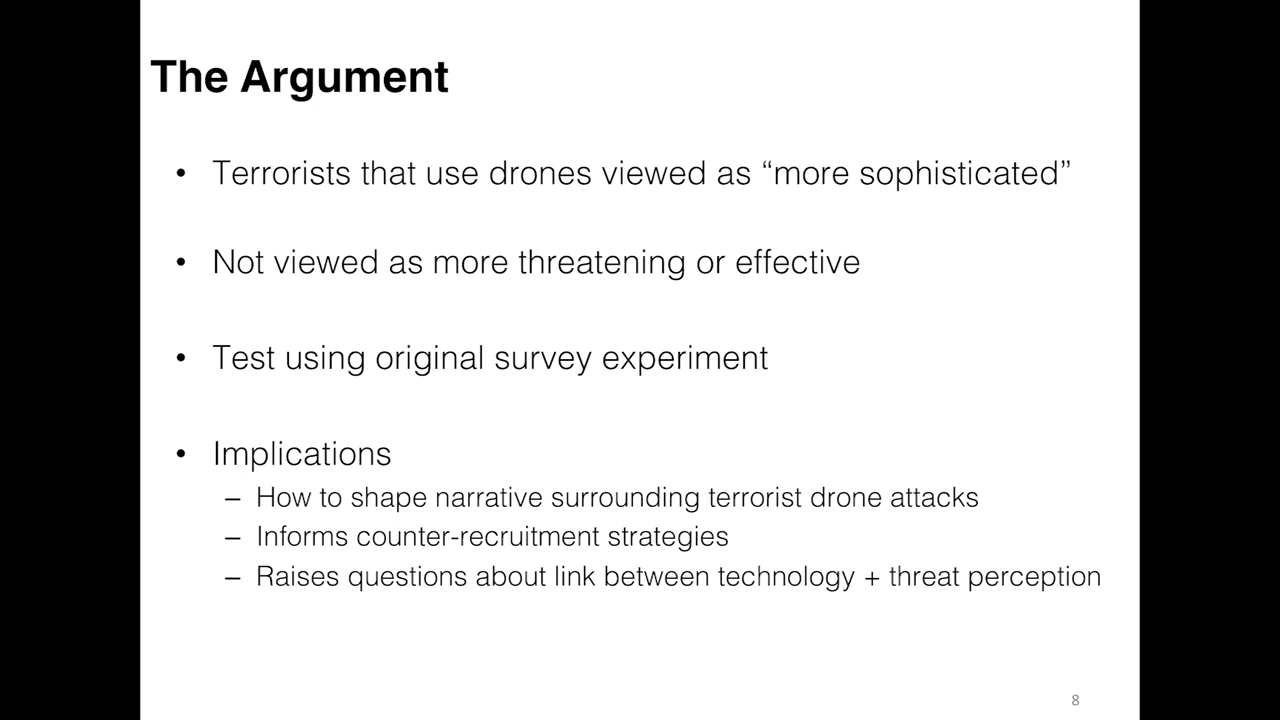 The Argument
• Terrorists that use drones viewed as “more sophisticated”
• Not viewed as more threatening or effective
• Test using original survey experiment
• Implications
– How to shape narrative surrounding terrorist drone attacks
– Informs counter-recruitment strategies
– Raises questions about link between technology + threat perception
8